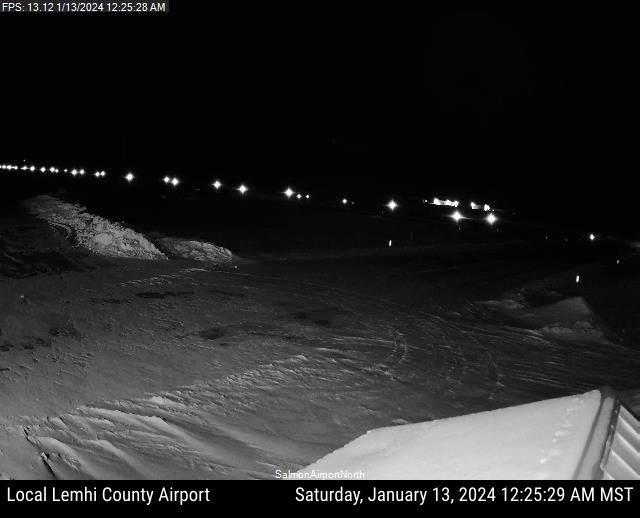 FPS: 13.12 1/13/2024 12:25:28 AM
SalmonAirportNorth
Local Lemhi County Airport Saturday, January 13, 2024 12:25:29 AM MST